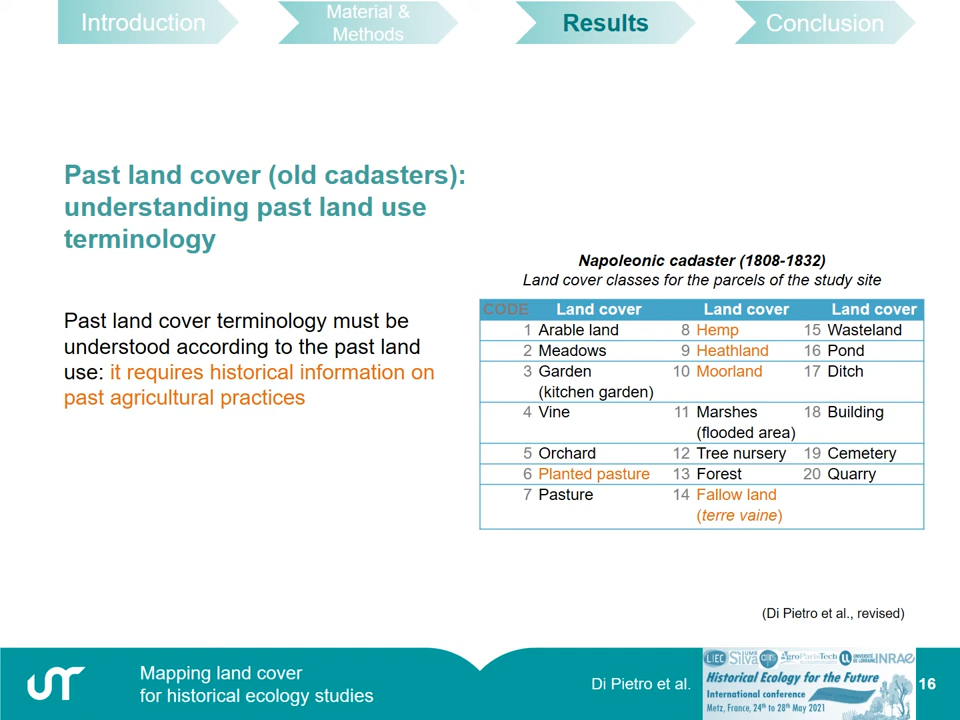 Introduction
Material &
Methods
Results
Conclusion
Past land cover (old cadasters):
understanding past land use
terminology
Past land cover terminology must be
understood according to the past land
use: it requires historical information on
past agricultural practices
Napoleonic cadaster (1808-1832)
Land cover classes for the parcels of the study site
CODE Land cover Land cover Land cover
1 Arable land 8 Hemp 15 Wasteland
2 Meadows 9 Heathland 16 Pond
3 Garden 10 Moorland 17 Ditch
(kitchen garden)
4 Vine 11 Marshes 18 Building
(flooded area)
5 Orchard 12 Tree nursery 19 Cemetery
6 Planted pasture 13 Forest 20 Quarry
7 Pasture 14 Fallow land
(terre vaine)
(Di Pietro et al., revised)
Mapping land cover
for historical ecology studies
Di Pietro et al.
LIEC Silva AgroParisTech UNIVERSITÉ DE LORRAINE INRAE
Historical Ecology for the Future
International conference
Metz, France, 24th to 28th May 2021
16